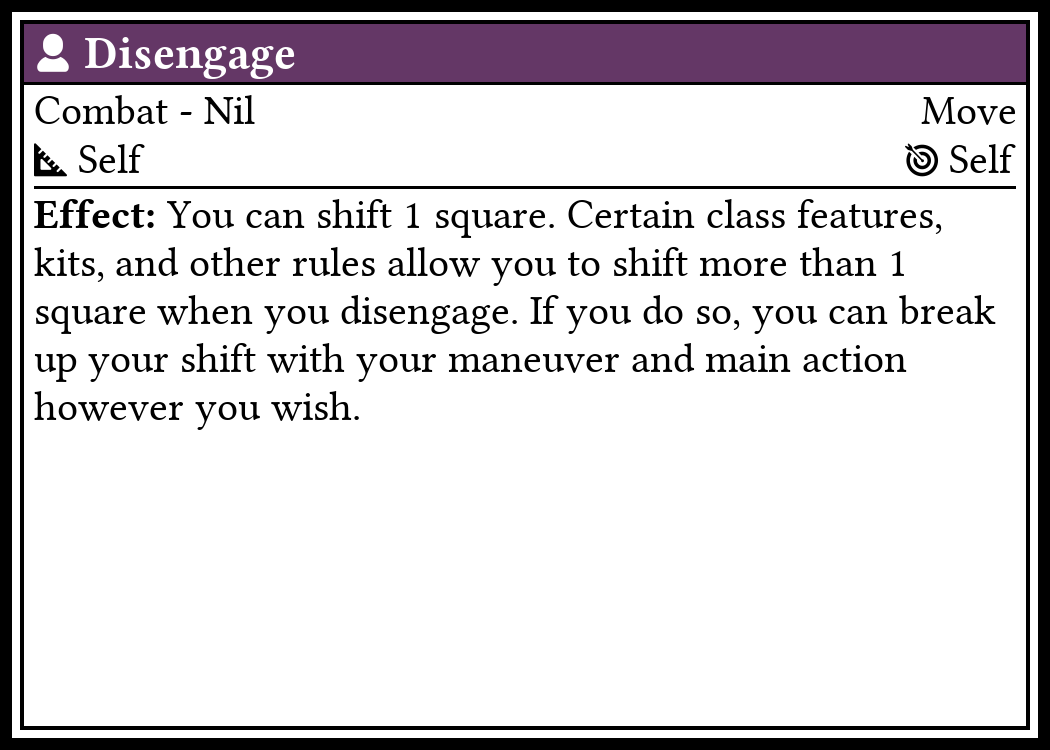 Disengage
Combat - Nil Move
Self Self
Effect: You can shift 1 square. Certain class features,
kits, and other rules allow you to shift more than 1
square when you disengage. If you do so, you can break
up your shift with your maneuver and main action
however you wish.